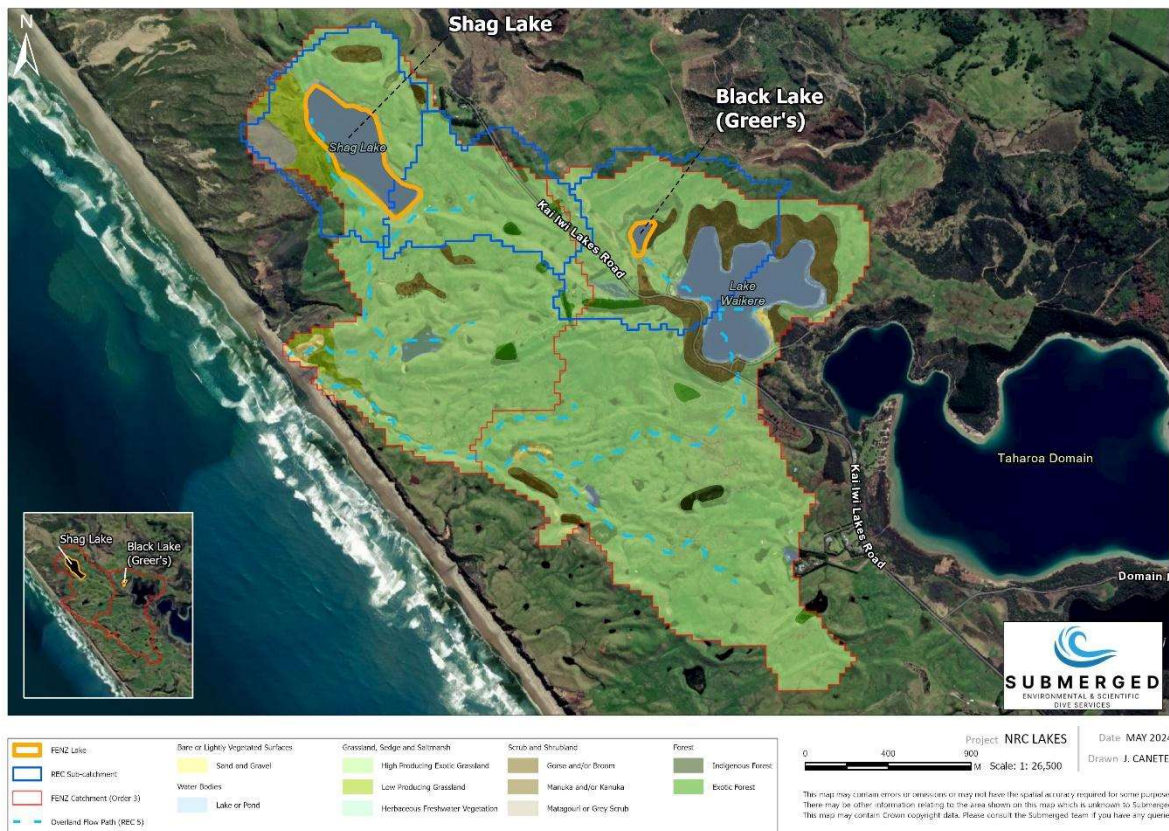 N
Shag Lake
Black Lake
(Greer's)
Shag Lake
Kai Iwi Lakes Road
Lake
Waikere
Taharoa Domain
Kai Iwi Lakes Road
Domain
Shag Lake
Black Lake
(Greer's)
SUBMERGED
ENVIRONMENTAL & SCIENTIFIC
DIVE SERVICES
FENZ Lake
REC Sub-catchment
FENZ Catchment (Order 3)
Overland Flow Path (REC 5)
Bare or Lightly Vegetated Surfaces
Sand and Gravel
Water Bodies
Lake or Pond
Grassland, Sedge and Saltmarsh
High Producing Exotic Grassland
Low Producing Grassland
Herbaceous Freshwater Vegetation
Scrub and Shrubland
Gorse and/or Broom
Manuka and/or Kanuka
Matagouri or Grey Scrub
Forest
Indigenous Forest
Exotic Forest
Project NRC LAKES
Date MAY 2024
0 400 900
M Scale: 1: 26,500
Drawn J. CANETE
This map may contain errors or omissions or may not have the spatial accuracy required for some purpose
There may be other information relating to the area shown on this map which is unknown to Submerge
This map may contain Crown copyright data. Please consult the Submerged team if you have any querie